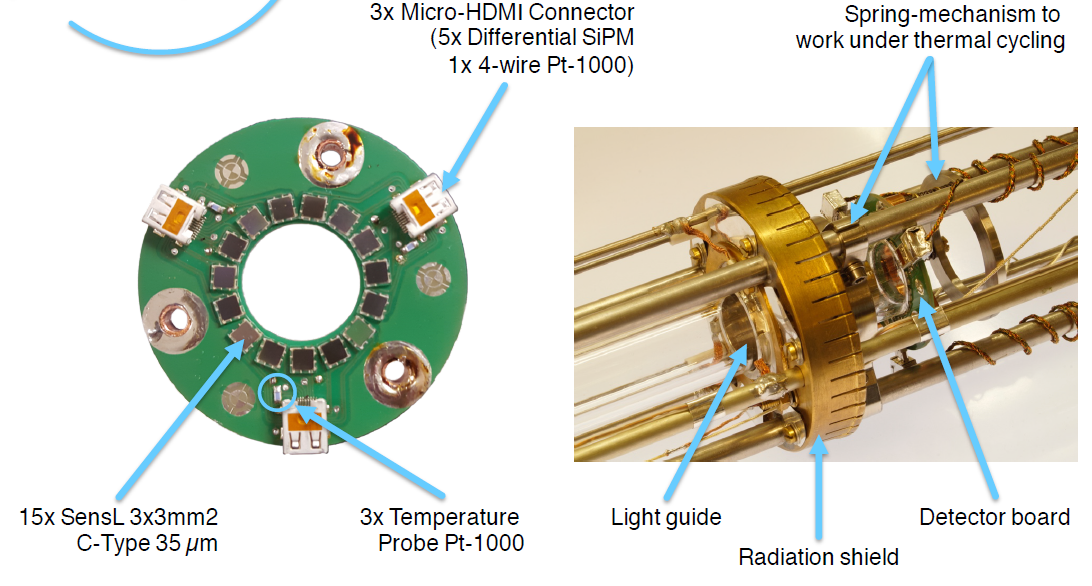 3x Micro-HDMI Connector
(5x Differential SiPM
1x 4-wire Pt-1000)
Spring-mechanism to
work under thermal cycling
15x SensL 3x3mm2
C-Type 35 µm
3x Temperature
Probe Pt-1000
Light guide
Radiation shield
Detector board